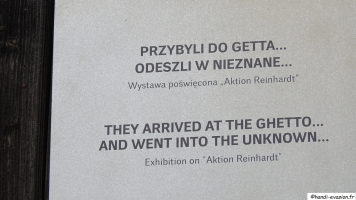 PRZYBYLI DO GETTA...
ODESZLI W NIEZNANE...
Wystawa poświęcona „Aktion Reinhardt"
THEY ARRIVED AT THE GHETTO...
AND WENT INTO THE UNKNOWN...
Exhibition on "Aktion Reinhardt"
©handi-evasion.fr